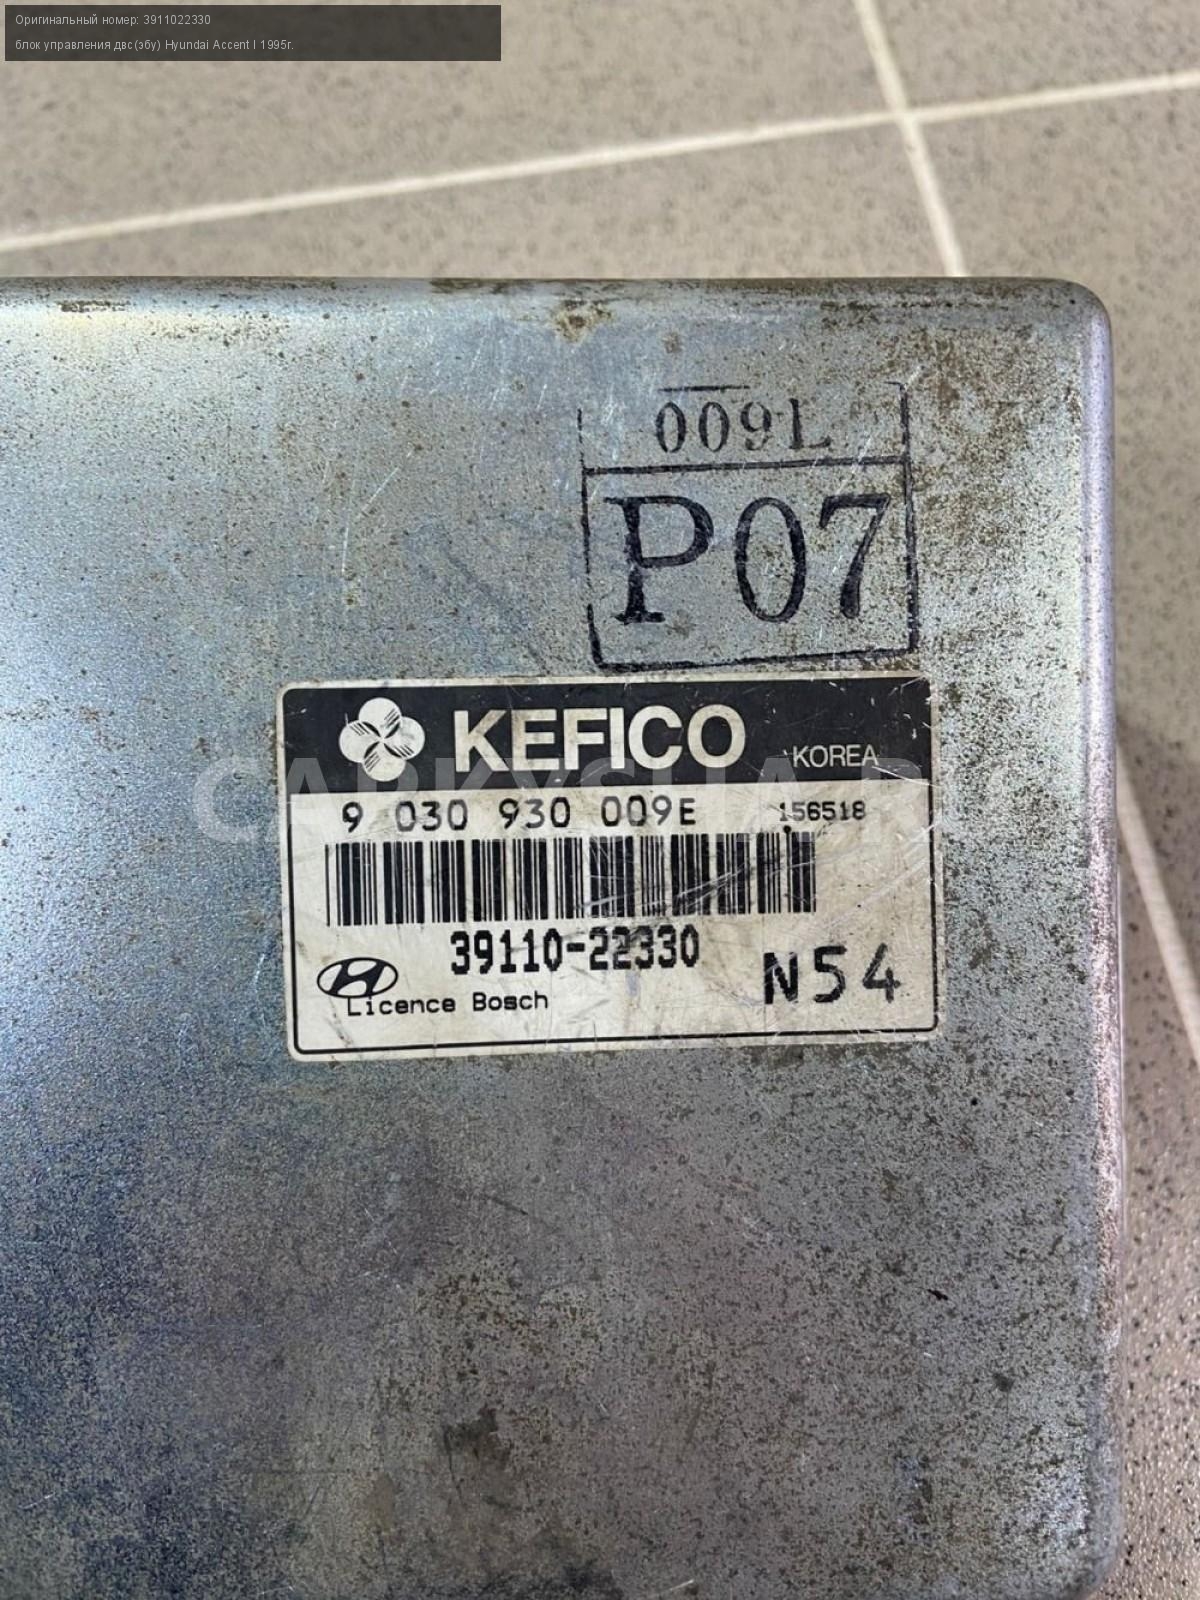 Оригинальный номер: 3911022330
блок управления двс (эбу) Hyundai Accent I 1995г.
009L
P07
KEFICO KOREA
9 030 930 009E 156518
39110-22330
N54
Licence Bosch